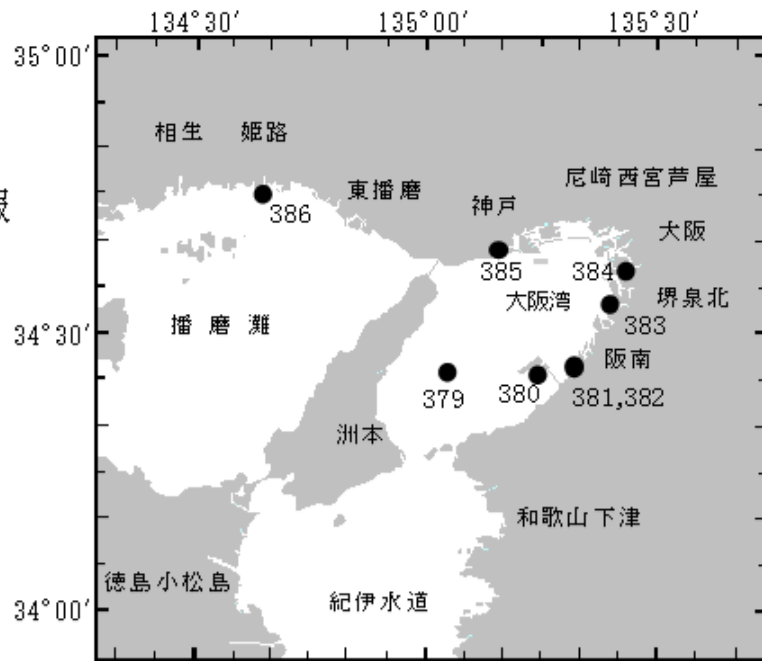 134°30′ 135°00′ 135°30′
35°00′
相生 姫路
東播磨
尼崎西宮芦屋
神戸
386
大阪
385
384
大阪湾
堺泉北
383
播磨灘
34°30′
阪南
379
380
381,382
洲本
和歌山下津
徳島小松島
紀伊水道
34°00′